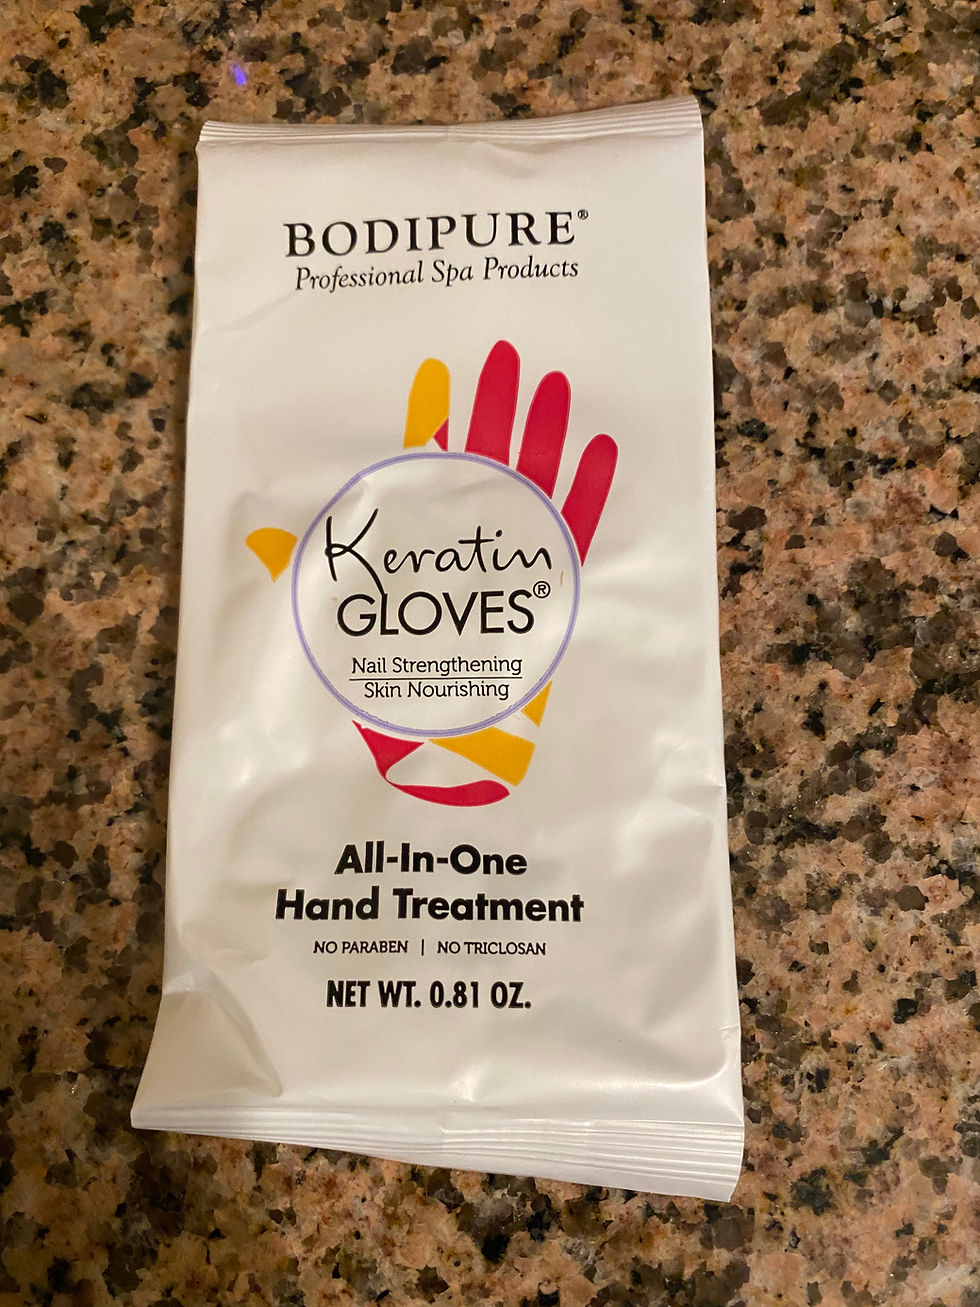 BODIPURE®
Professional Spa Products
Keratin
GLOVES®
Nail Strengthening
Skin Nourishing
All-In-One
Hand Treatment
NO PARABEN | NO TRICLOSAN
NET WT. 0.81 OZ.